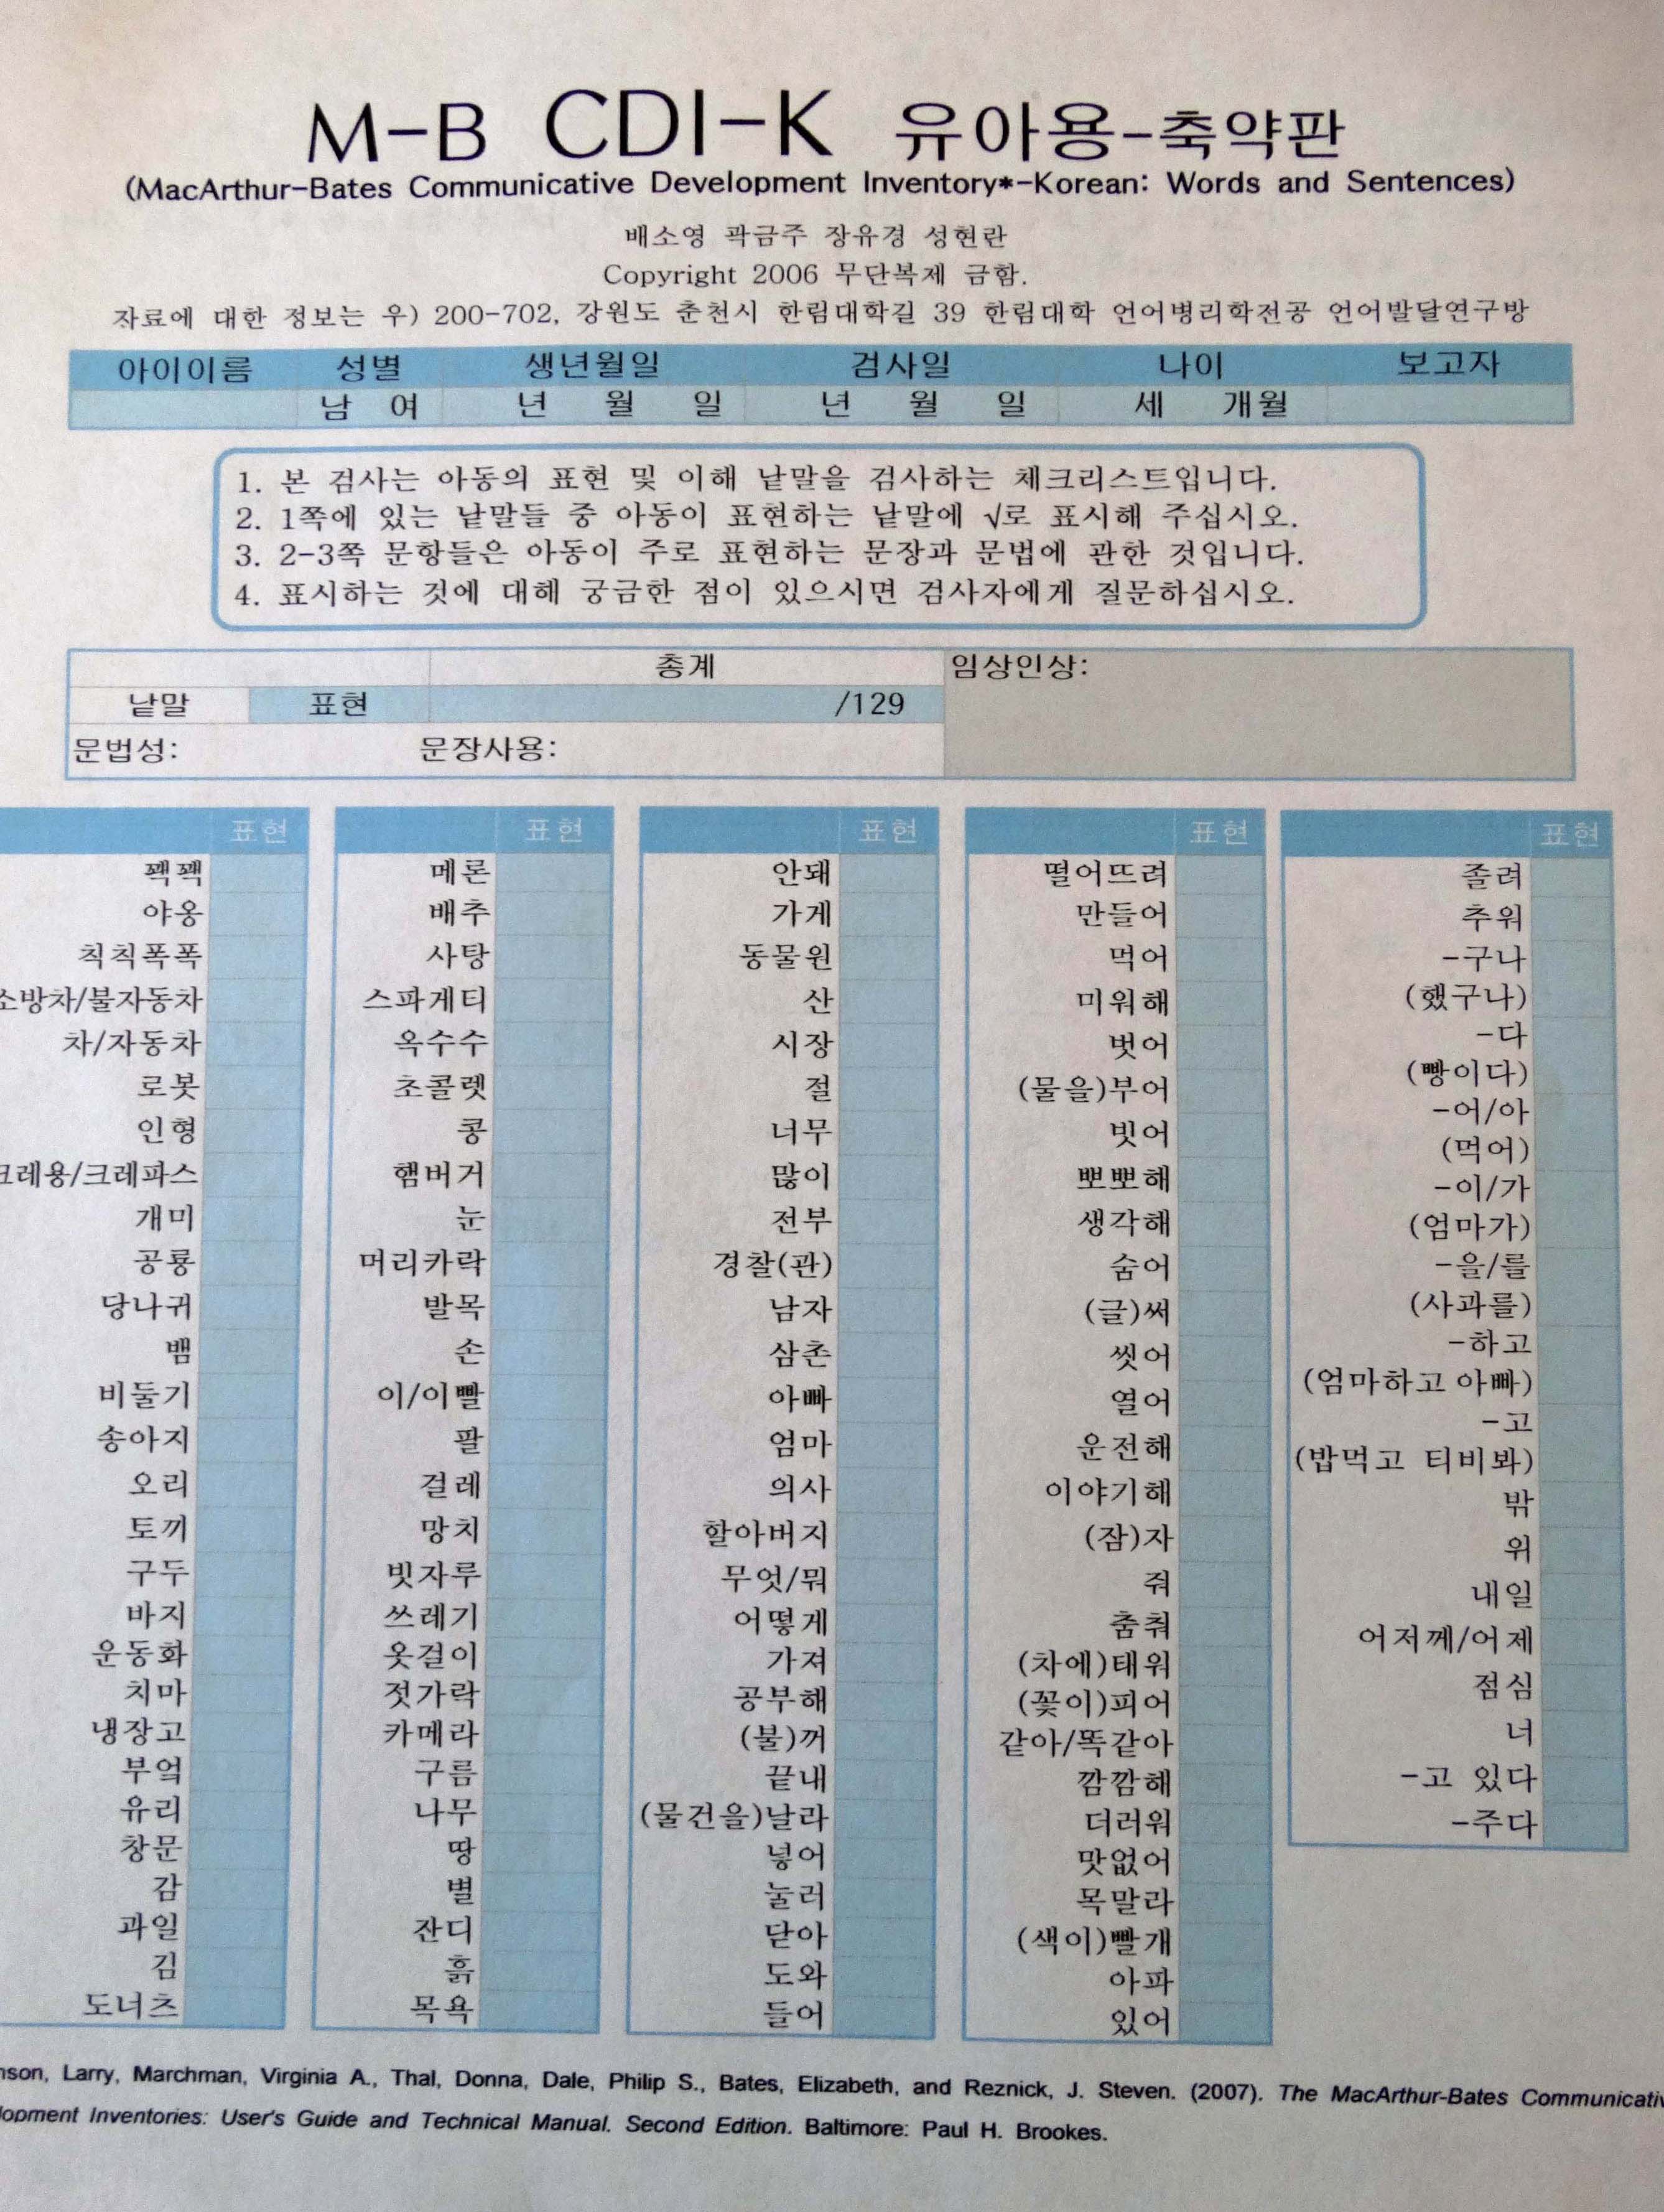 M-B CDI-K 유아용-축약판
(MacArthur-Bates Communicative Development Inventory*-Korean: Words and Sentences)
배소영 곽금주 장유경 성현란
Copyright 2006 무단복제 금함.
자료에 대한 정보는 우) 200-702, 강원도 춘천시 한림대학길 39 한림대학 언어병리학전공 언어발달연구방
아이이름 성별 생년월일 검사일 나이 보고자
남 여 년 월 일 년 월 일 세 개월
1. 본 검사는 아동의 표현 및 이해 낱말을 검사하는 체크리스트입니다.
2. 1쪽에 있는 낱말들 중 아동이 표현하는 낱말에 √로 표시해 주십시오.
3. 2-3쪽 문항들은 아동이 주로 표현하는 문장과 문법에 관한 것입니다.
4. 표시하는 것에 대해 궁금한 점이 있으시면 검사자에게 질문하십시오.
총계 임상인상:
낱말 표현 /129
문법성: 문장사용:
표현
꽥꽥
야옹
칙칙폭폭
소방차/불자동차
차/자동차
로봇
인형
크레용/크레파스
개미
공룡
당나귀
뱀
비둘기
송아지
오리
토끼
구두
바지
운동화
치마
냉장고
부엌
유리
창문
감
과일
김
도너츠
표현
메론
배추
사탕
스파게티
옥수수
초콜렛
콩
햄버거
눈
머리카락
발목
손
이/이빨
팔
걸레
망치
빗자루
쓰레기
옷걸이
젓가락
카메라
구름
나무
땅
별
잔디
흙
목욕
표현
안돼
가게
동물원
산
시장
절
너무
많이
전부
경찰(관)
남자
삼촌
아빠
엄마
의사
할아버지
무엇/뭐
어떻게
가져
공부해
(불)꺼
끝내
(물건을)날라
넣어
눌러
닫아
도와
들어
표현
떨어뜨려
만들어
먹어
미워해
벗어
(물을)부어
빗어
뽀뽀해
생각해
숨어
(글)써
씻어
열어
운전해
이야기해
(잠)자
줘
춤춰
(차에)태워
(꽃이)피어
같아/똑같아
깜깜해
더러워
맛없어
목말라
(색이)빨개
아파
있어
표현
졸려
추워
-구나
(했구나)
-다
(빵이다)
-어/아
(먹어)
-이/가
(엄마가)
-을/를
(사과를)
-하고
(엄마하고 아빠)
-고
(밥먹고 티비봐)
밖
위
내일
어저께/어제
점심
너
-고 있다
-주다
nson, Larry, Marchman, Virginia A., Thal, Donna, Dale, Philip S., Bates, Elizabeth, and Reznick, J. Steven. (2007). The MacArthur-Bates Communicativ
lopment Inventories: User's Guide and Technical Manual. Second Edition. Baltimore: Paul H. Brookes.